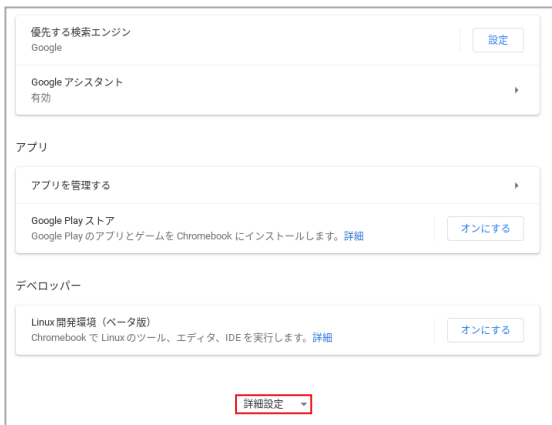 優先する検索エンジン
Google
設定
Google アシスタント
有効
アプリ
アプリを管理する
Google Play ストア
Google Play のアプリとゲームを Chromebook にインストールします。詳細
オンにする
デベロッパー
Linux 開発環境（ベータ版）
Chromebook で Linux のツール、エディタ、IDE を実行します。詳細
オンにする
詳細設定